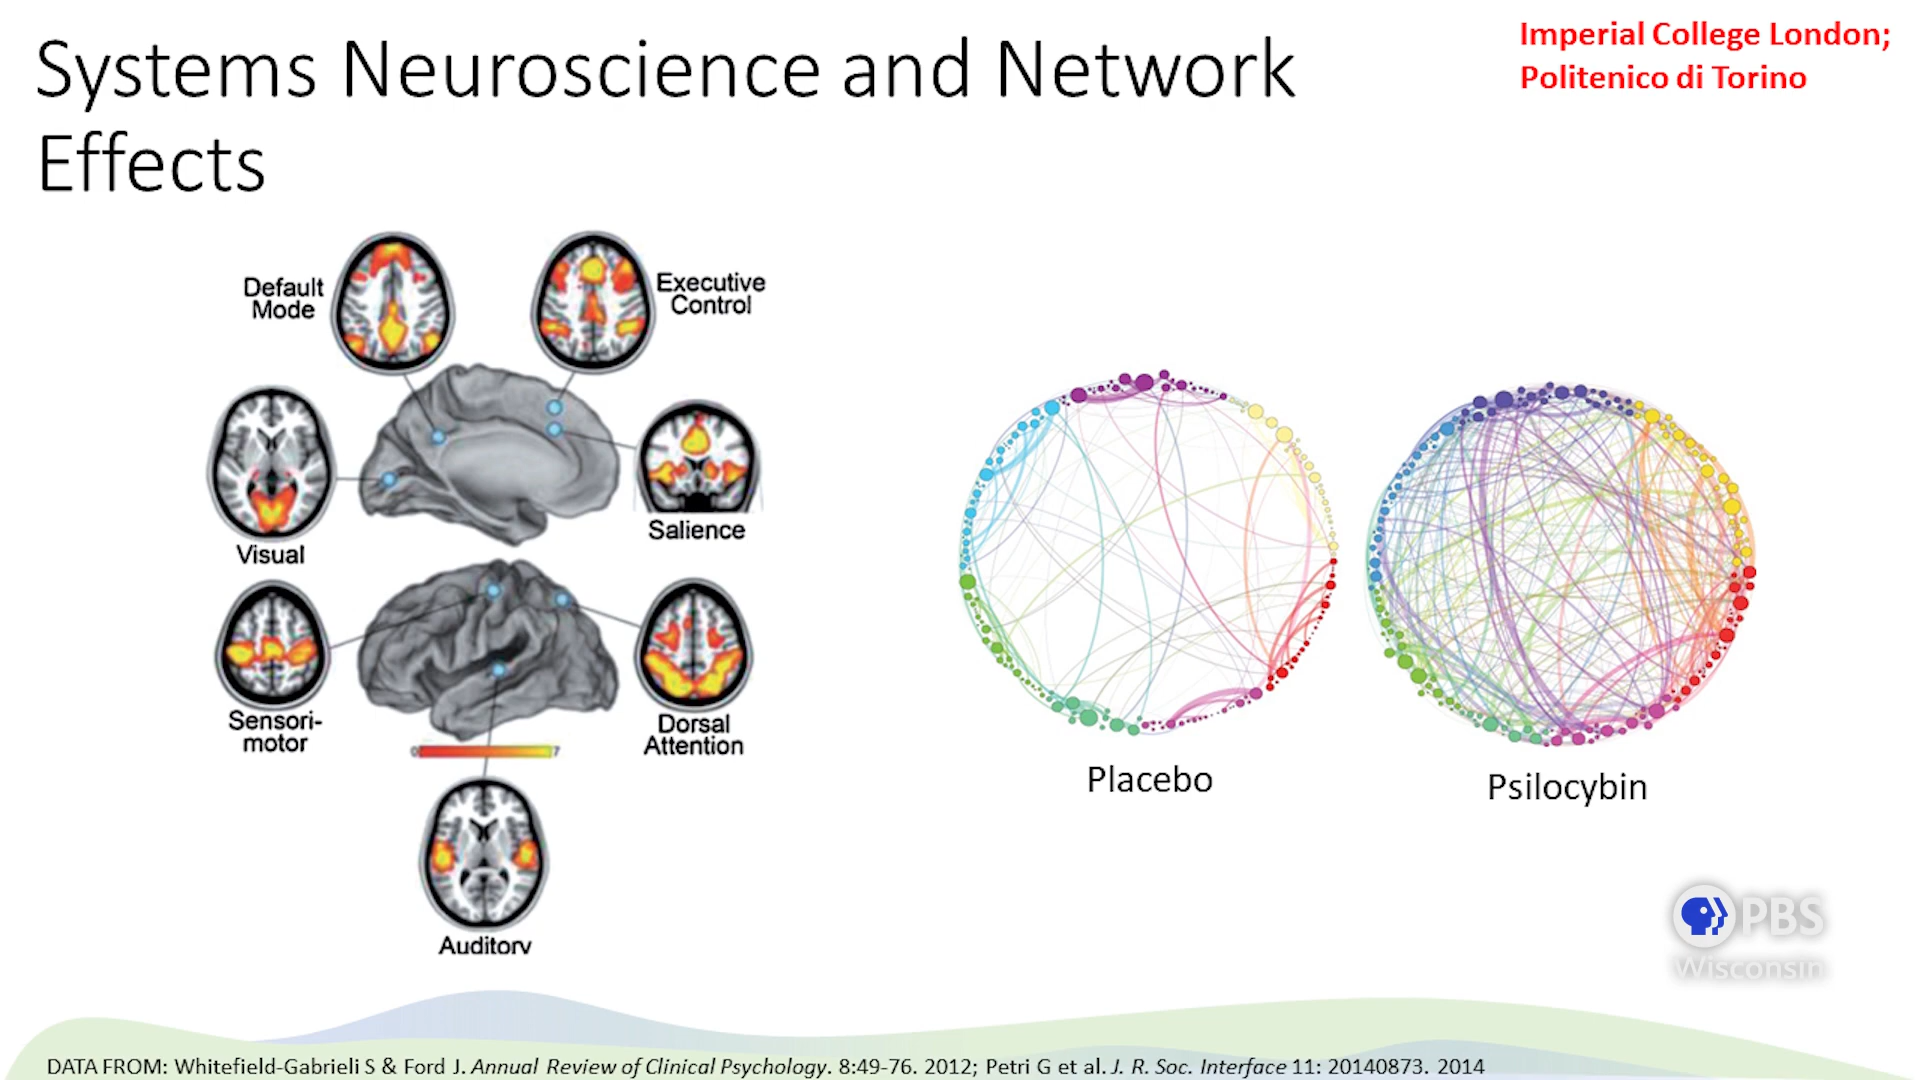 Systems Neuroscience and Network
Effects
Imperial College London;
Politenico di Torino
Default
Mode
Executive
Control
Visual
Salience
Sensori-
motor
Dorsal
Attention
0
7
Auditory
Placebo
Psilocybin
PBS
Wisconsin
DATA FROM: Whitefield-Gabrieli S & Ford J. Annual Review of Clinical Psychology. 8:49-76. 2012; Petri G et al. J. R. Soc. Interface 11: 20140873. 2014